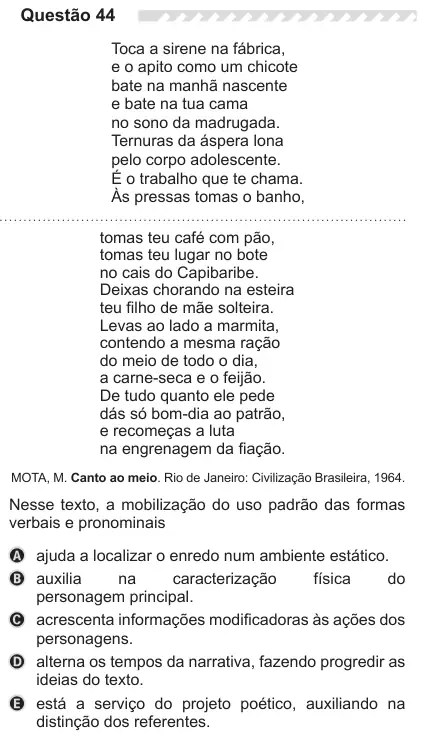 Questão 44
Toca a sirene na fábrica,
e o apito como um chicote
bate na manhã nascente
e bate na tua cama
no sono da madrugada.
Ternuras da áspera lona
pelo corpo adolescente.
É o trabalho que te chama.
Às pressas tomas o banho,
tomas teu café com pão,
tomas teu lugar no bote
no cais do Capibaribe.
Deixas chorando na esteira
teu filho de mãe solteira.
Levas ao lado a marmita,
contendo a mesma ração
do meio de todo o dia,
a carne-seca e o feijão.
De tudo quanto ele pede
dás só bom-dia ao patrão,
e recomeças a luta
na engrenagem da fiação.
MOTA, M. Canto ao meio. Rio de Janeiro: Civilização Brasileira, 1964.
Nesse texto, a mobilização do uso padrão das formas
verbais e pronominais
A ajuda a localizar o enredo num ambiente estático.
B auxilia na caracterização física do
personagem principal.
C acrescenta informações modificadoras às ações dos
personagens.
D alterna os tempos da narrativa, fazendo progredir as
ideias do texto.
E está a serviço do projeto poético, auxiliando na
distinção dos referentes.